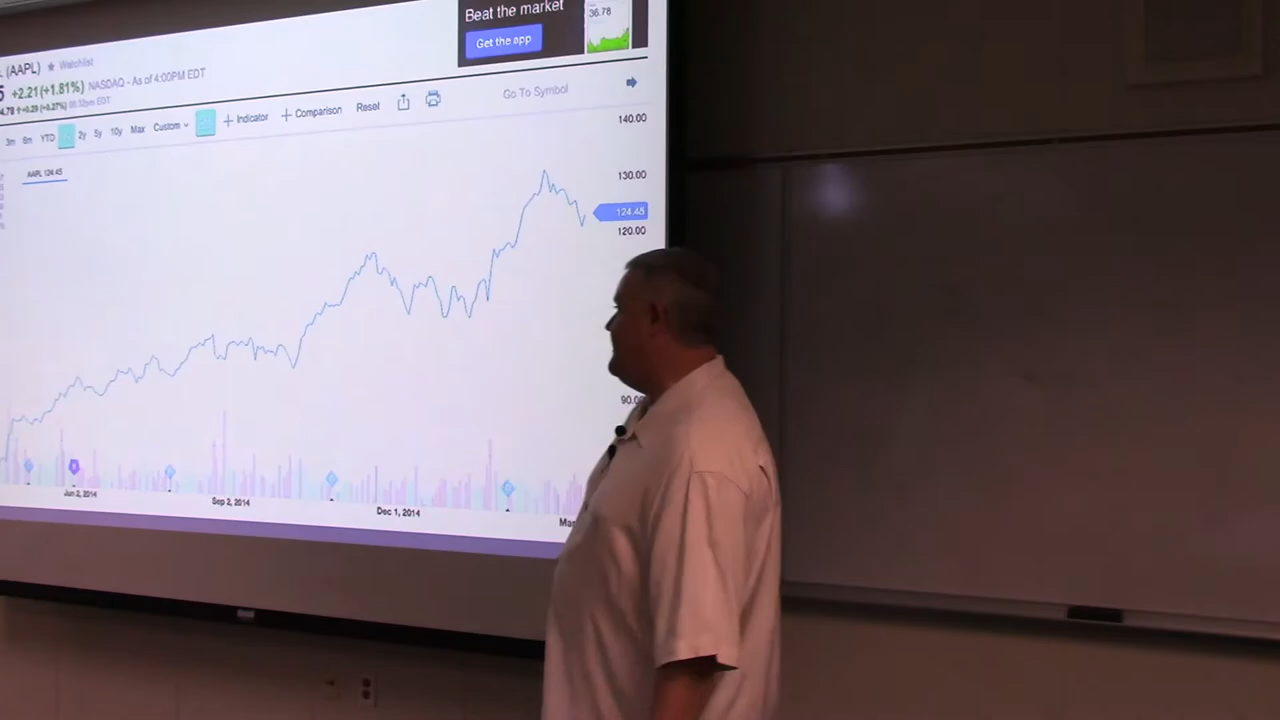 Beat the market
36.78
Get the app
(AAPL) ★ Watchlist
5 +2.21 (+1.81%) NASDAQ - As of 4:00PM EDT
Go To Symbol
3m 6m YTD 2y 5y 10y Max Custom + Indicator + Comparison Reset
140.00
AAPL 124.45
130.00
124.45
120.00
90.00
Jun 2, 2014
Sep 2, 2014
Dec 1, 2014
Mar